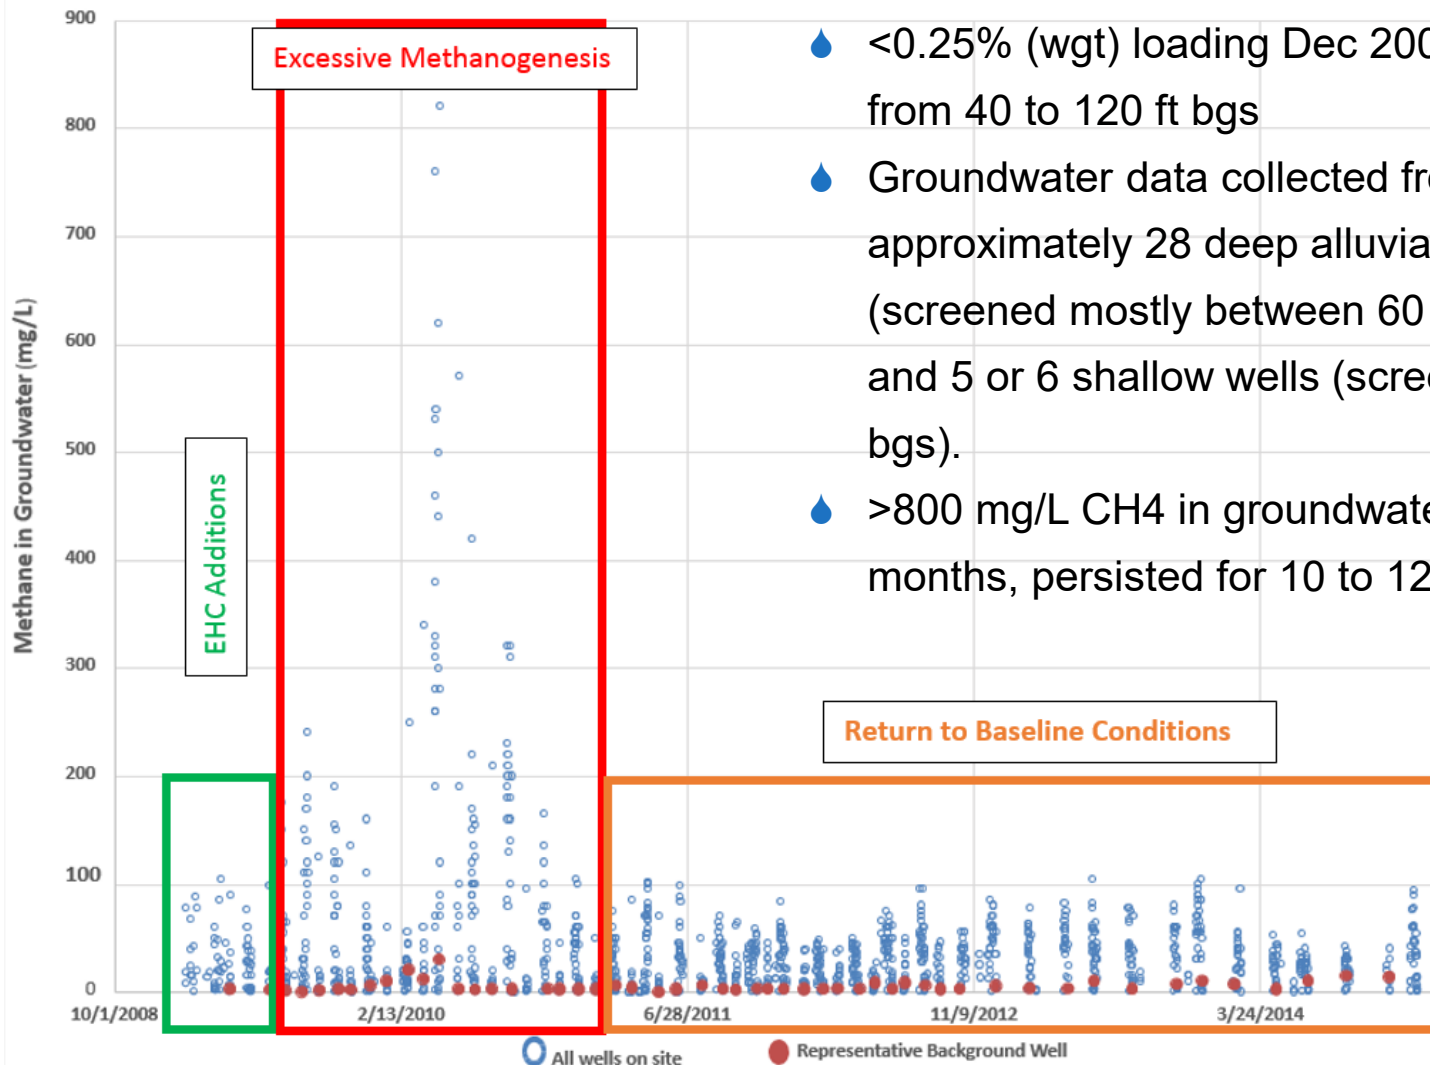 900
800
700
600
500
400
300
200
100
0
Methane in Groundwater (mg/L)
10/1/2008
2/13/2010
6/28/2011
11/9/2012
3/24/2014
Excessive Methanogenesis
EHC Additions
Return to Baseline Conditions
<0.25% (wgt) loading Dec 200
from 40 to 120 ft bgs
Groundwater data collected fr
approximately 28 deep alluvia
(screened mostly between 60
and 5 or 6 shallow wells (scre
bgs).
>800 mg/L CH4 in groundwate
months, persisted for 10 to 12
All wells on site
Representative Background Well